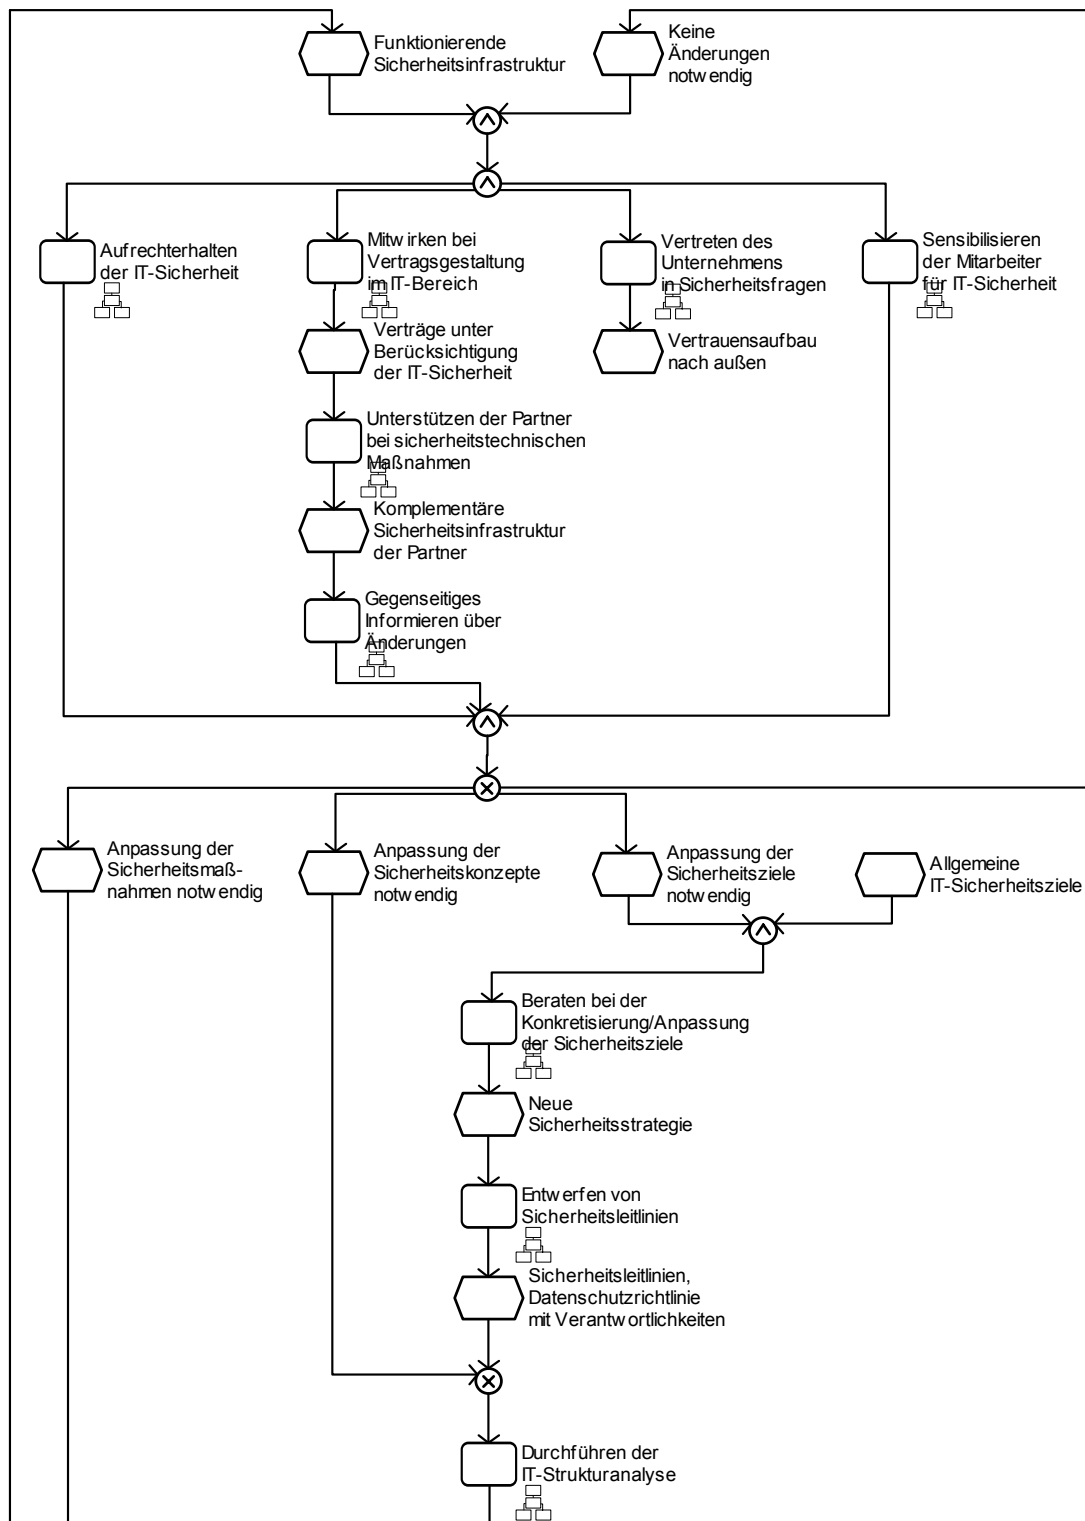 Funktionierende
Sicherheitsinfrastruktur
Keine
Änderungen
notwendig
Aufrechterhalten
der IT-Sicherheit
Mitwirken bei
Vertragsgestaltung
im IT-Bereich
Vertreten des
Unternehmens
in Sicherheitsfragen
Sensibilisieren
der Mitarbeiter
für IT-Sicherheit
Verträge unter
Berücksichtigung
der IT-Sicherheit
Vertrauensaufbau
nach außen
Unterstützen der Partner
bei sicherheitstechnischen
Maßnahmen
Komplementäre
Sicherheitsinfrastruktur
der Partner
Gegenseitiges
Informieren über
Änderungen
Anpassung der
Sicherheitsmaß-
nahmen notwendig
Anpassung der
Sicherheitskonzepte
notwendig
Anpassung der
Sicherheitsziele
notwendig
Allgemeine
IT-Sicherheitsziele
Beraten bei der
Konkretisierung/Anpassung
der Sicherheitsziele
Neue
Sicherheitsstrategie
Entwerfen von
Sicherheitsleitlinien
Sicherheitsleitlinien,
Datenschutzrichtlinie
mit Verantwortlichkeiten
Durchführen der
IT-Strukturanalyse